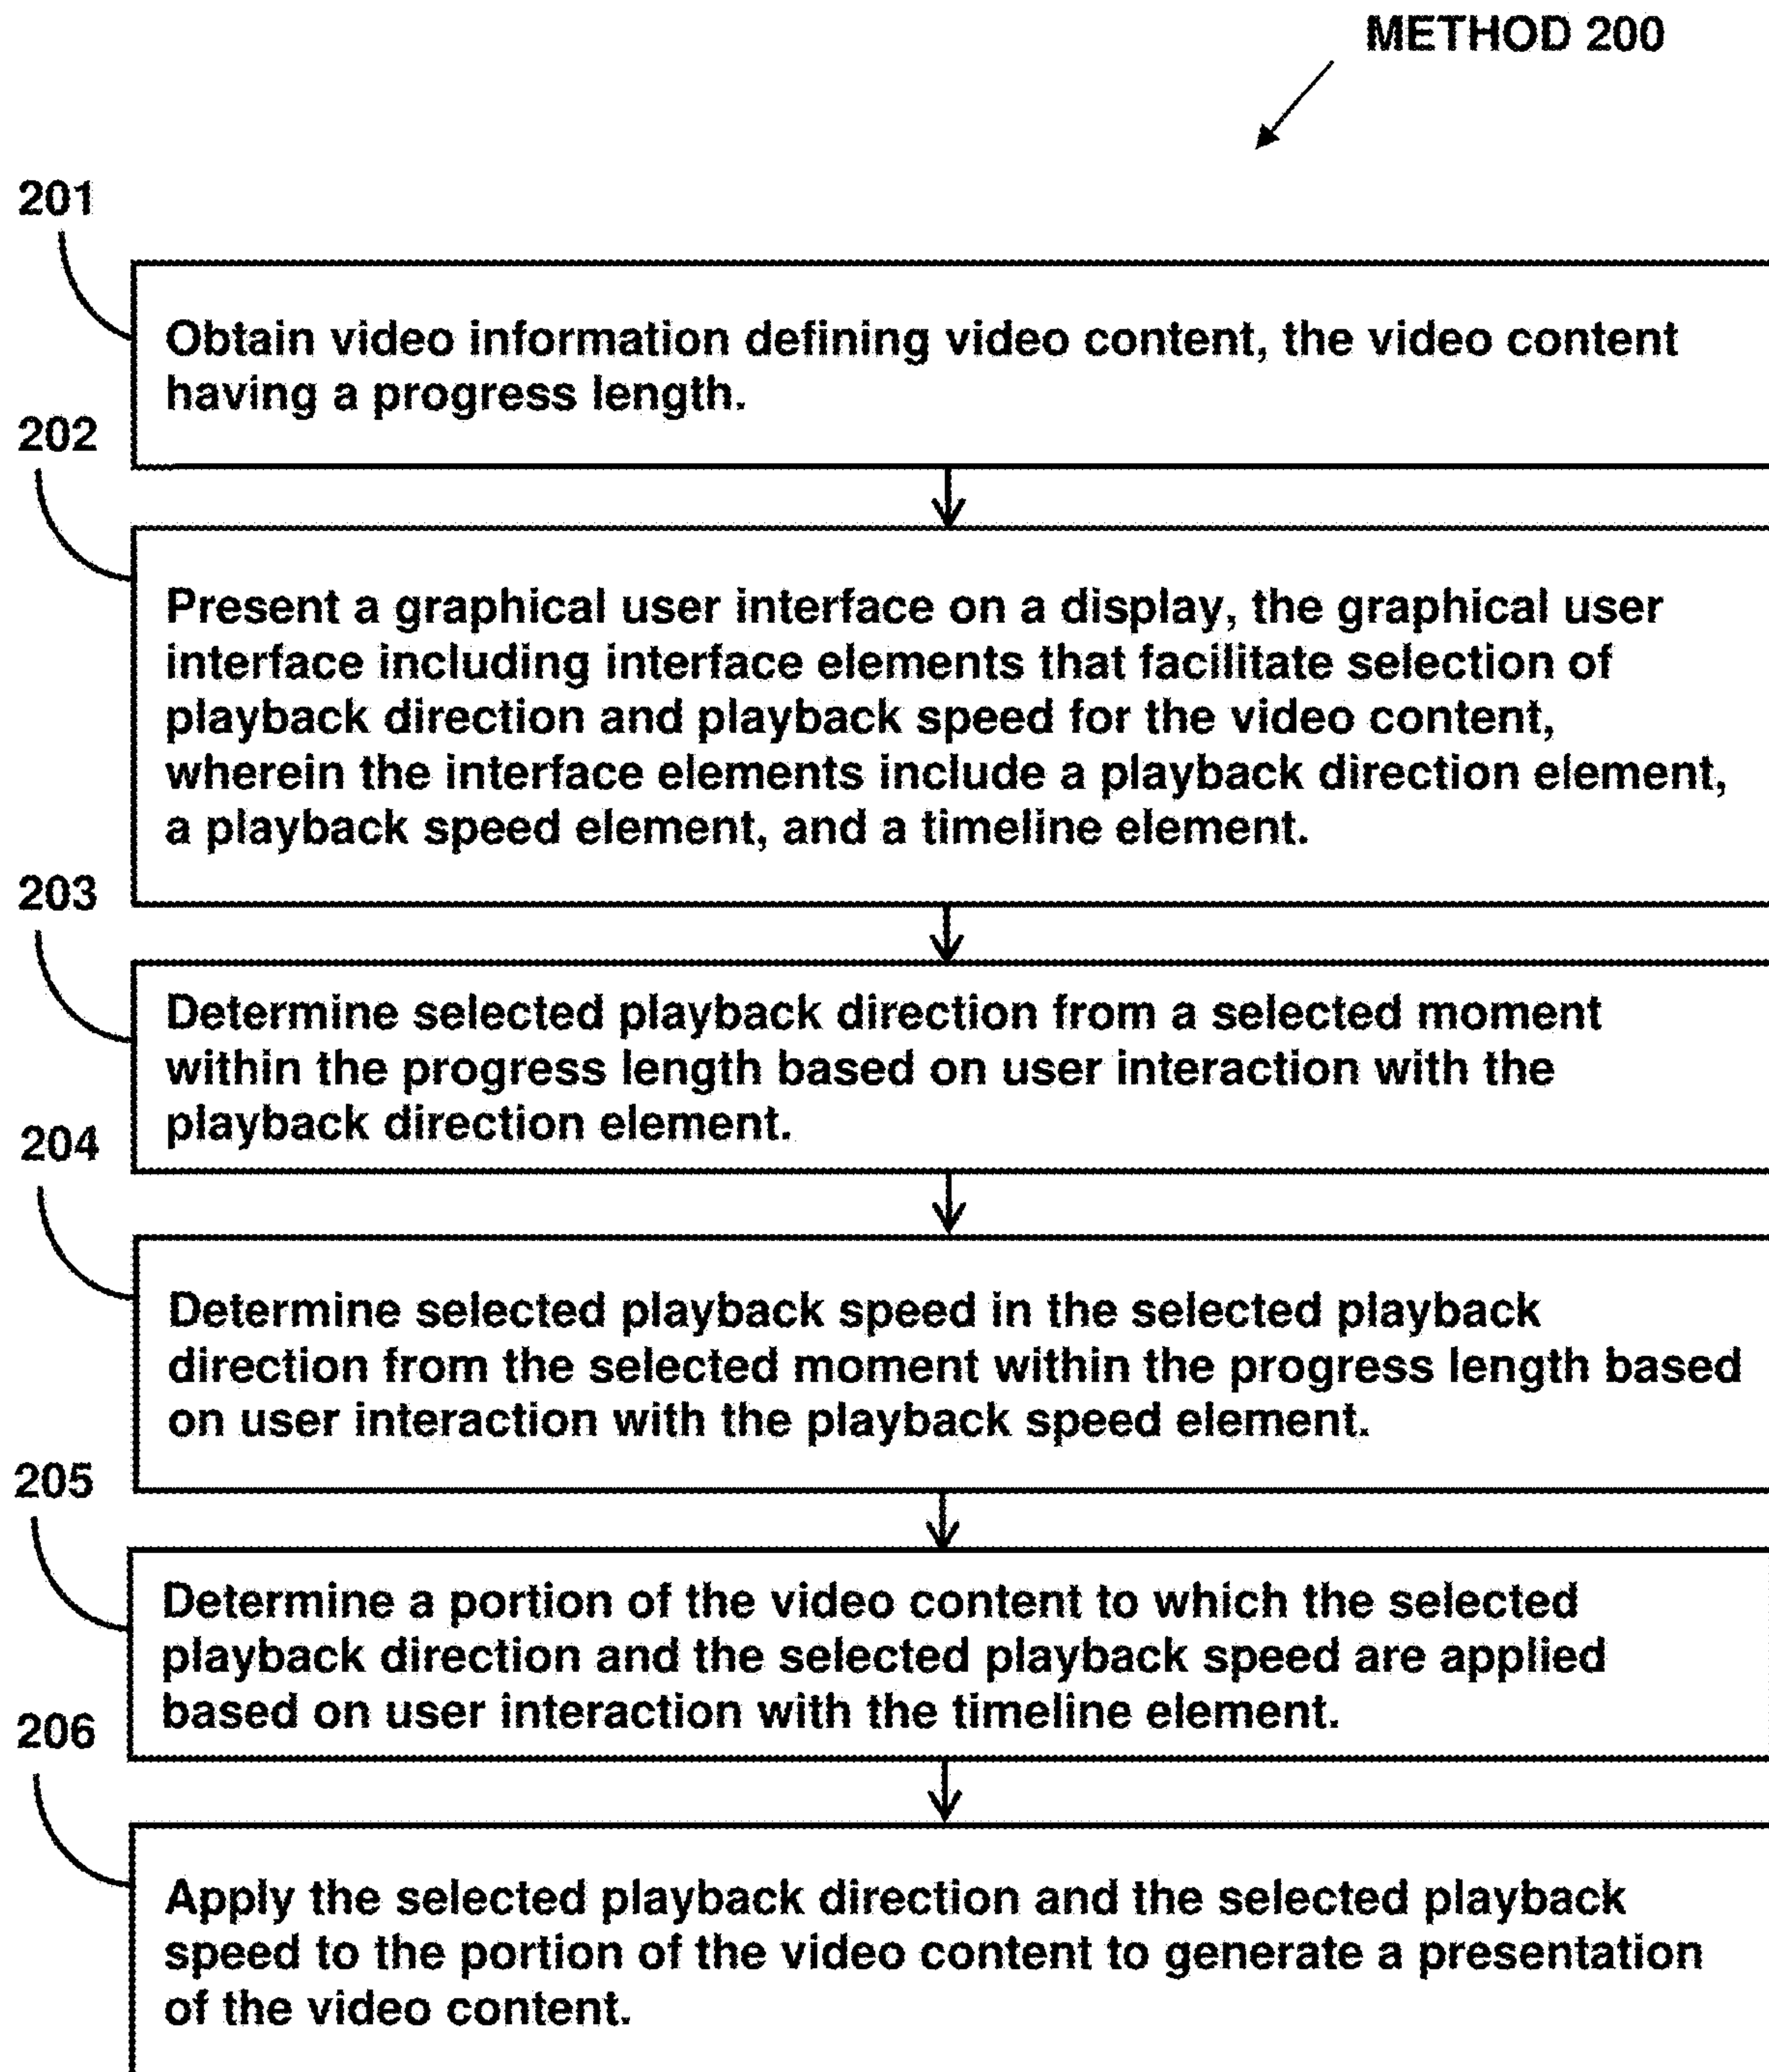 METHOD 200
201
Obtain video information defining video content, the video content
having a progress length.
202
Present a graphical user interface on a display, the graphical user
interface including interface elements that facilitate selection of
playback direction and playback speed for the video content,
wherein the interface elements include a playback direction element,
a playback speed element, and a timeline element.
203
Determine selected playback direction from a selected moment
within the progress length based on user interaction with the
playback direction element.
204
Determine selected playback speed in the selected playback
direction from the selected moment within the progress length based
on user interaction with the playback speed element.
205
Determine a portion of the video content to which the selected
playback direction and the selected playback speed are applied
based on user interaction with the timeline element.
206
Apply the selected playback direction and the selected playback
speed to the portion of the video content to generate a presentation
of the video content.